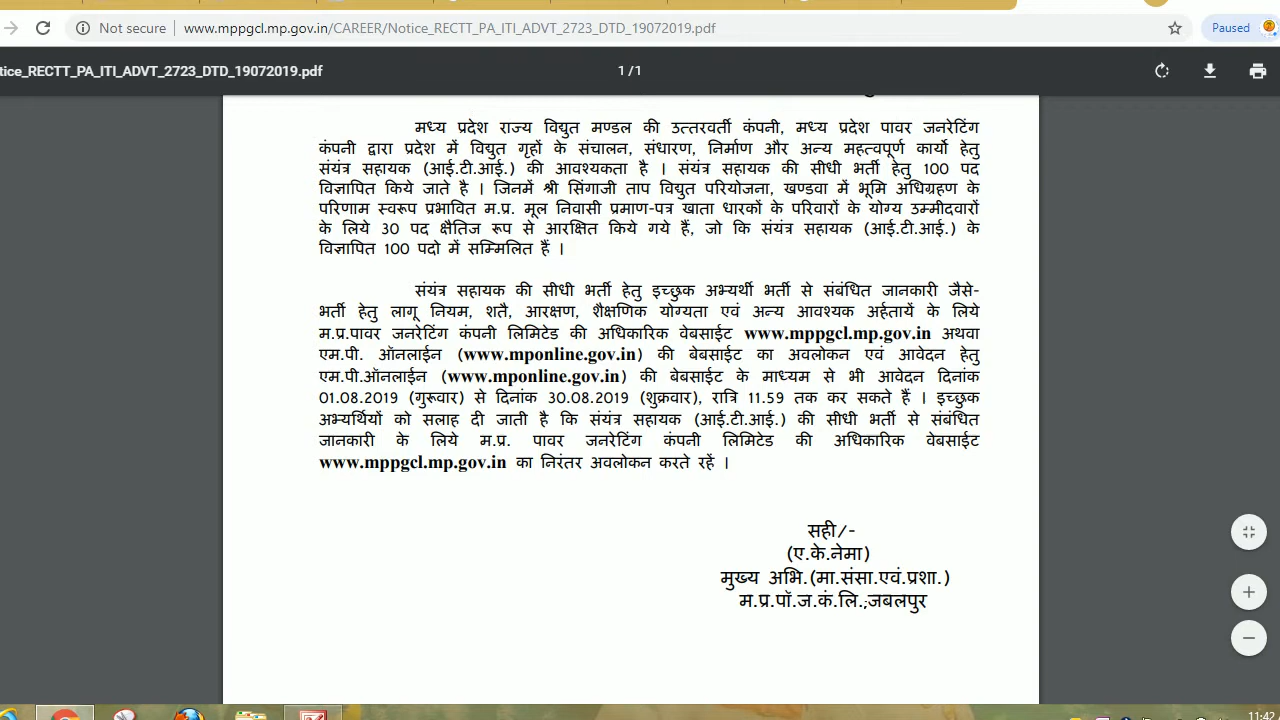 Not secure | www.mppgcl.mp.gov.in/CAREER/Notice_RECTT_PA_ITI_ADVT_2723_DTD_19072019.pdf
Paused
tice_RECTT_PA_ITI_ADVT_2723_DTD_19072019.pdf
1 / 1
मध्य प्रदेश राज्य विद्युत मण्डल की उत्तरवर्ती कंपनी, मध्य प्रदेश पावर जनरेटिंग
कंपनी द्वारा प्रदेश में विद्युत गृहों के संचालन, संधारण, निर्माण और अन्य महत्वपूर्ण कार्यो हेतु
संयंत्र सहायक (आई.टी.आई.) की आवश्यकता है । संयंत्र सहायक की सीधी भर्ती हेतु 100 पद
विज्ञापित किये जाते है । जिनमें श्री सिंगाजी ताप विद्युत परियोजना, खण्डवा में भूमि अधिग्रहण के
परिणाम स्वरूप प्रभावित म.प्र. मूल निवासी प्रमाण-पत्र खाता धारकों के परिवारों के योग्य उम्मीदवारों
के लिये 30 पद क्षैतिज रूप से आरक्षित किये गये हैं, जो कि संयंत्र सहायक (आई.टी.आई.) के
विज्ञापित 100 पदो में सम्मिलित हैं ।
संयंत्र सहायक की सीधी भर्ती हेतु इच्छुक अभ्यर्थी भर्ती से संबंधित जानकारी जैसे-
भर्ती हेतु लागू नियम, शतै, आरक्षण, शैक्षणिक योग्यता एवं अन्य आवश्यक अर्हतायें के लिये
म.प्र.पावर जनरेटिंग कंपनी लिमिटेड की अधिकारिक वेबसाईट www.mppgcl.mp.gov.in अथवा
एम.पी. ऑनलाईन (www.mponline.gov.in) की बेबसाईट का अवलोकन एवं आवेदन हेतु
एम.पी.ऑनलाईन (www.mponline.gov.in) की बेबसाईट के माध्यम से भी आवेदन दिनांक
01.08.2019 (गुरूवार) से दिनांक 30.08.2019 (शुक्रवार), रात्रि 11.59 तक कर सकते हैं । इच्छुक
अभ्यर्थियों को सलाह दी जाती है कि संयंत्र सहायक (आई.टी.आई.) की सीधी भर्ती से संबंधित
जानकारी के लिये म.प्र. पावर जनरेटिंग कंपनी लिमिटेड की अधिकारिक वेबसाईट
www.mppgcl.mp.gov.in का निरंतर अवलोकन करते रहें ।
सही/-
(ए.के.नेमा)
मुख्य अभि.(मा.संसा.एवं.प्रशा.)
म.प्र.पॉ.ज.कं.लि.,जबलपुर
11:42